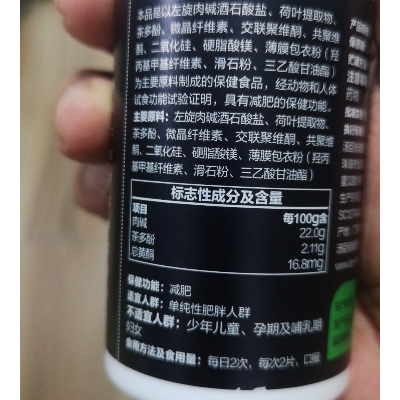 本品是以左旋肉碱酒石酸盐、荷叶提取物、
茶多酚、微晶纤维素、交联聚维酮、共聚维
酮、二氧化硅、硬脂酸镁、薄膜包衣粉（羟
丙基甲基纤维素、滑石粉、三乙酸甘油酯）
为主要原料制成的保健食品，经动物和人体
试食功能试验证明，具有减肥的保健功能。
主要原料：左旋肉碱酒石酸盐、荷叶提取物、
茶多酚、微晶纤维素、交联聚维酮、共聚维
酮、二氧化硅、硬脂酸镁、薄膜包衣粉（羟丙
基甲基纤维素、滑石粉、三乙酸甘油酯）
标志性成分及含量
项目 每100g含
肉碱 22.0g
茶多酚 2.11g
总黄酮 16.8mg
保健功能：减肥
适宜人群：单纯性肥胖人群
不适宜人群：少年儿童、孕期及哺乳期
妇女
食用方法及食用量：每日2次，每次2片，口服